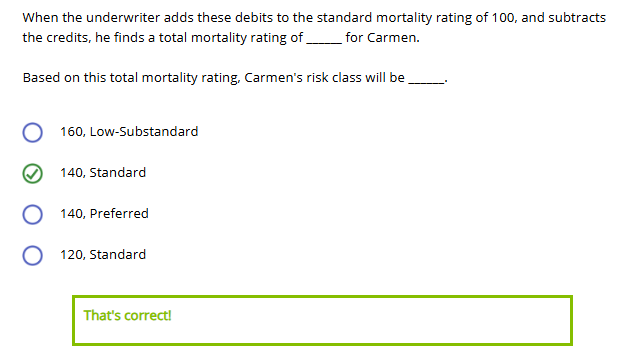 When the underwriter adds these debits to the standard mortality rating of 100, and subtracts
the credits, he finds a total mortality rating of ______ for Carmen.
Based on this total mortality rating, Carmen's risk class will be ______.
160, Low-Substandard
140, Standard
140, Preferred
120, Standard
That's correct!